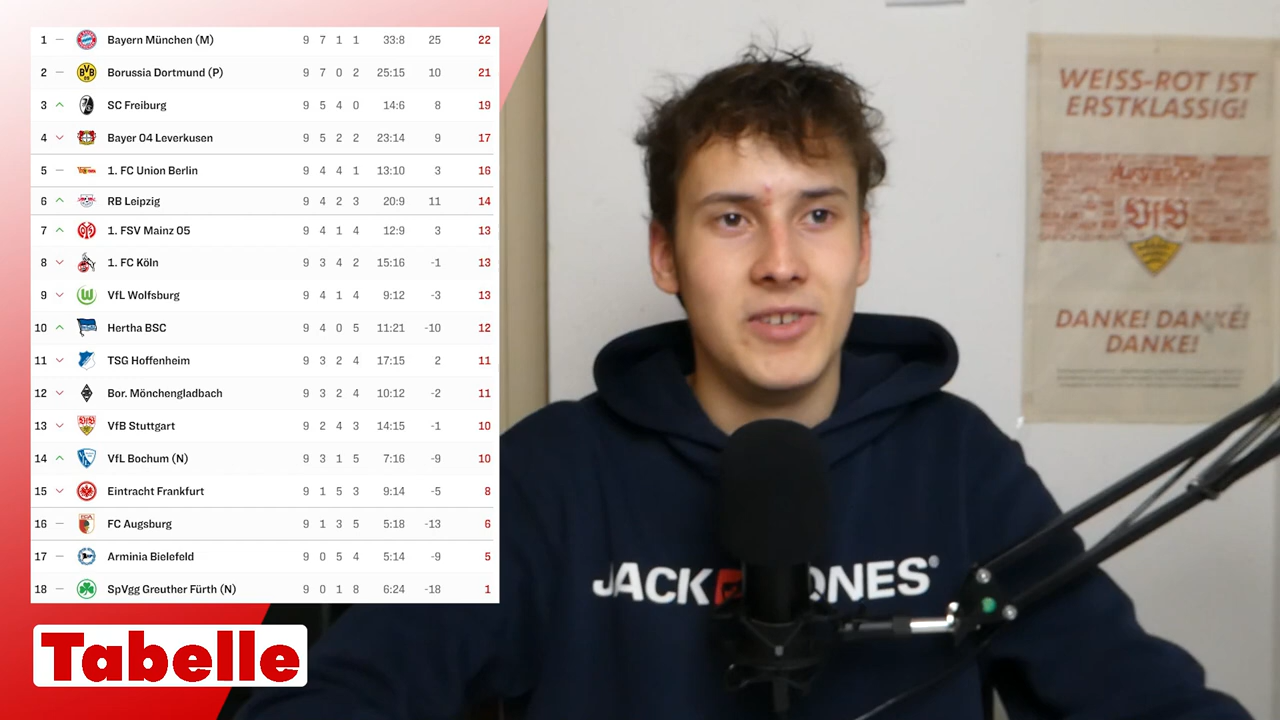 1 – Bayern München (M) 9 7 1 1 33:8 25 22
2 – Borussia Dortmund (P) 9 7 0 2 25:15 10 21
3 ^ SC Freiburg 9 5 4 0 14:6 8 19
4 ˅ Bayer 04 Leverkusen 9 5 2 2 23:14 9 17
5 – 1. FC Union Berlin 9 4 4 1 13:10 3 16
6 ^ RB Leipzig 9 4 2 3 20:9 11 14
7 ^ 1. FSV Mainz 05 9 4 1 4 12:9 3 13
8 ˅ 1. FC Köln 9 3 4 2 15:16 -1 13
9 ˅ VfL Wolfsburg 9 4 1 4 9:12 -3 13
10 ^ Hertha BSC 9 4 0 5 11:21 -10 12
11 ˅ TSG Hoffenheim 9 3 2 4 17:15 2 11
12 ˅ Bor. Mönchengladbach 9 3 2 4 10:12 -2 11
13 ˅ VfB Stuttgart 9 2 4 3 14:15 -1 10
14 ^ VfL Bochum (N) 9 3 1 5 7:16 -9 10
15 ˅ Eintracht Frankfurt 9 1 5 3 9:14 -5 8
16 – FC Augsburg 9 1 3 5 5:18 -13 6
17 – Arminia Bielefeld 9 0 5 4 5:14 -9 5
18 – SpVgg Greuther Fürth (N) 9 0 1 8 6:24 -18 1
Tabelle
WEISS-ROT IST
ERSTKLASSIG!
VfB
DANKE! DANKE!
DANKE!
JACK ONES®